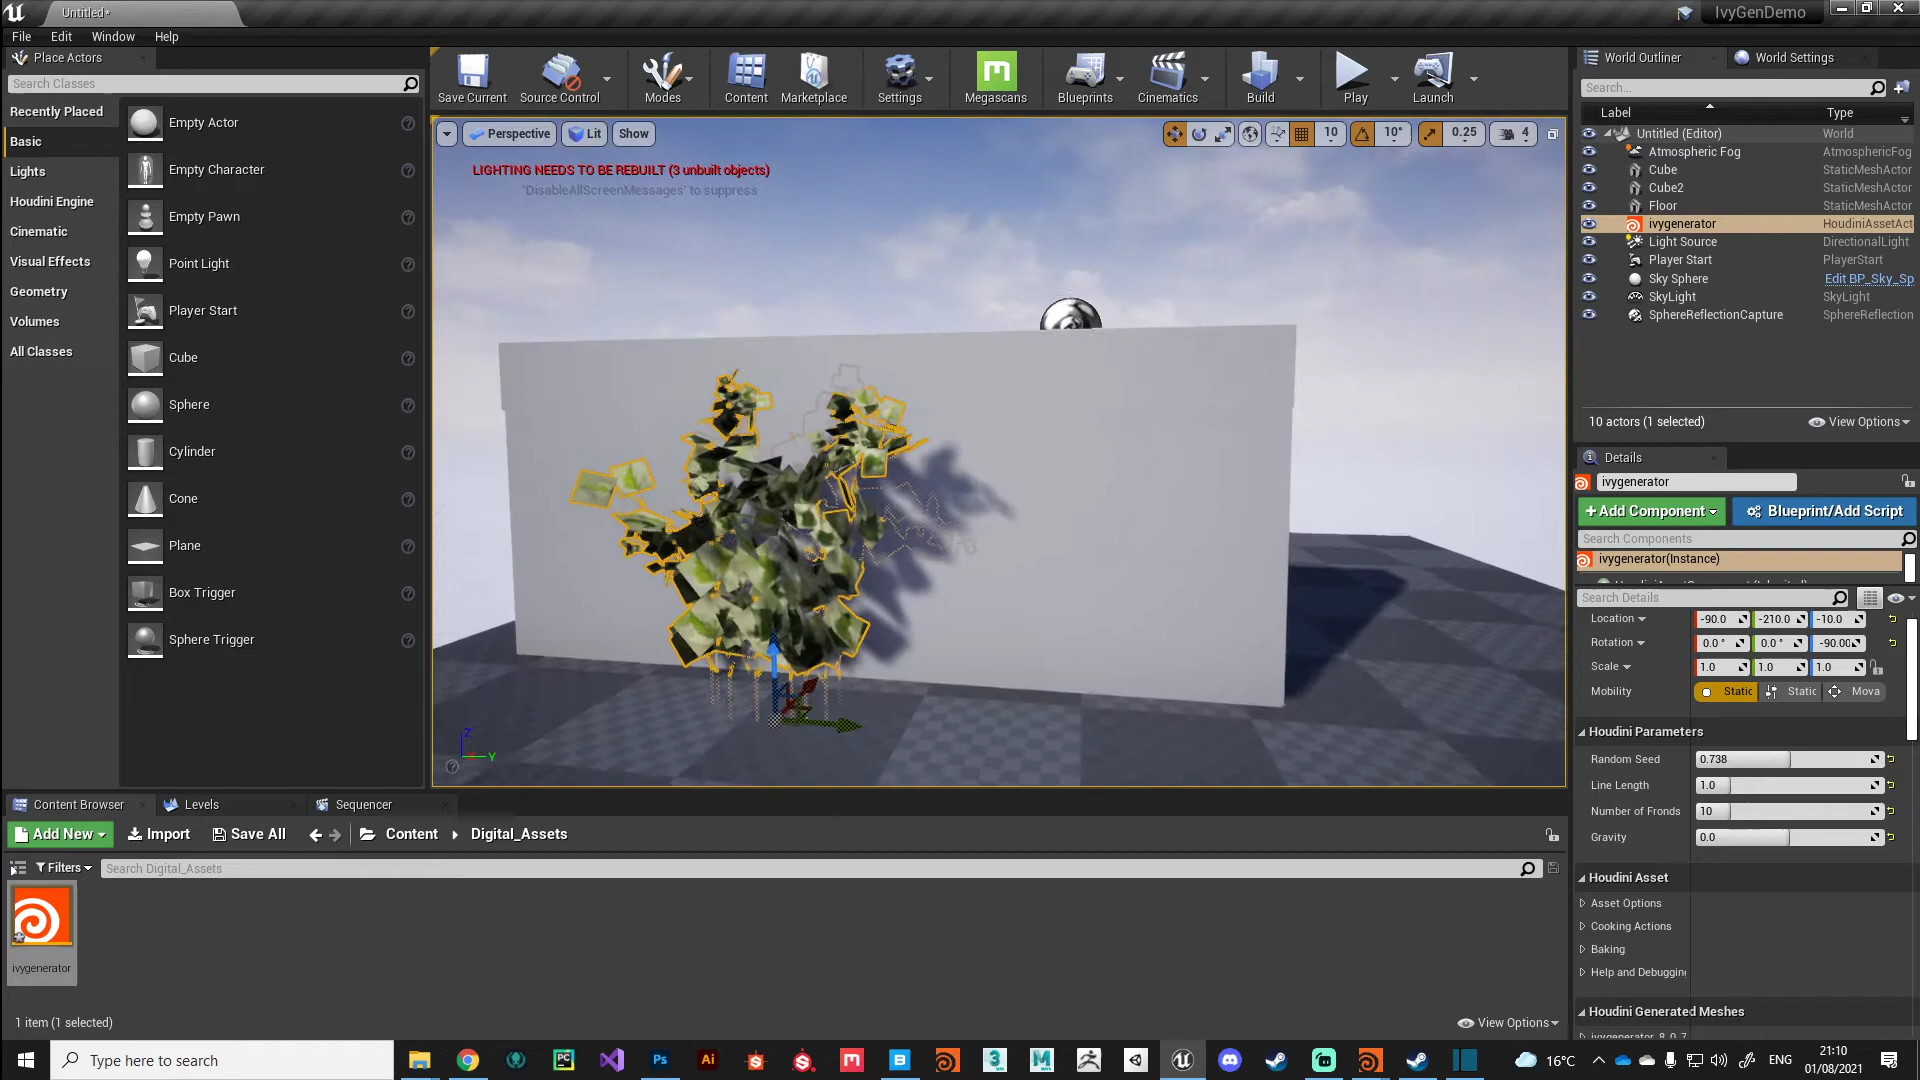 Untitled*
IvyGenDemo
File Edit Window Help
Place Actors
Search Classes
Recently Placed
Basic
Lights
Houdini Engine
Cinematic
Visual Effects
Geometry
Volumes
All Classes
Empty Actor
Empty Character
Empty Pawn
Point Light
Player Start
Cube
Sphere
Cylinder
Cone
Plane
Box Trigger
Sphere Trigger
Save Current Source Control Modes Content Marketplace Settings Megascans Blueprints Cinematics Build Play Launch
Perspective Lit Show 10 10° 0.25 4
LIGHTING NEEDS TO BE REBUILT (3 unbuilt objects)
'DisableAllScreenMessages' to suppress
Z
Y
World Outliner World Settings
Search...
Label Type
Untitled (Editor) World
Atmospheric Fog AtmosphericFog
Cube StaticMeshActor
Cube2 StaticMeshActor
Floor StaticMeshActor
ivygenerator HoudiniAssetAct
Light Source DirectionalLight
Player Start PlayerStart
Sky Sphere Edit BP_Sky_Sp
SkyLight SkyLight
SphereReflectionCapture SphereReflection
10 actors (1 selected) View Options
Details
ivygenerator
+Add Component Blueprint/Add Script
Search Components
ivygenerator(Instance)
Search Details
Location -90.0 -210.0 -10.0
Rotation 0.0° 0.0° -90.00
Scale 1.0 1.0 1.0
Mobility Static Static Mova
Houdini Parameters
Random Seed 0.738
Line Length 1.0
Number of Fronds 10
Gravity 0.0
Houdini Asset
Asset Options
Cooking Actions
Baking
Help and Debugging
Houdini Generated Meshes
Content Browser Levels Sequencer
Add New Import Save All Content Digital_Assets
Filters Search Digital_Assets
ivygenerator
1 item (1 selected) View Options
Type here to search
PC Ps Ai 3 M
16°C ENG 21:10
01/08/2021